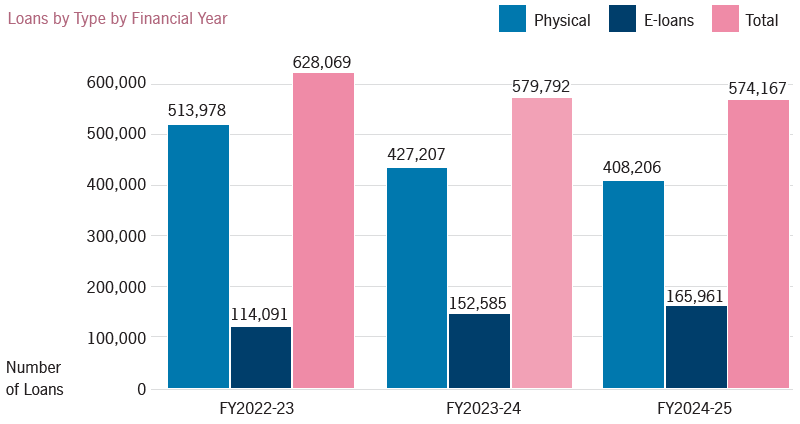 Loans by Type by Financial Year
Physical
E-loans
Total
628,069
600,000
579,792
574,167
513,978
500,000
427,207
408,206
400,000
300,000
200,000
114,091
152,585
165,961
100,000
Number
of Loans
0
FY2022-23
FY2023-24
FY2024-25